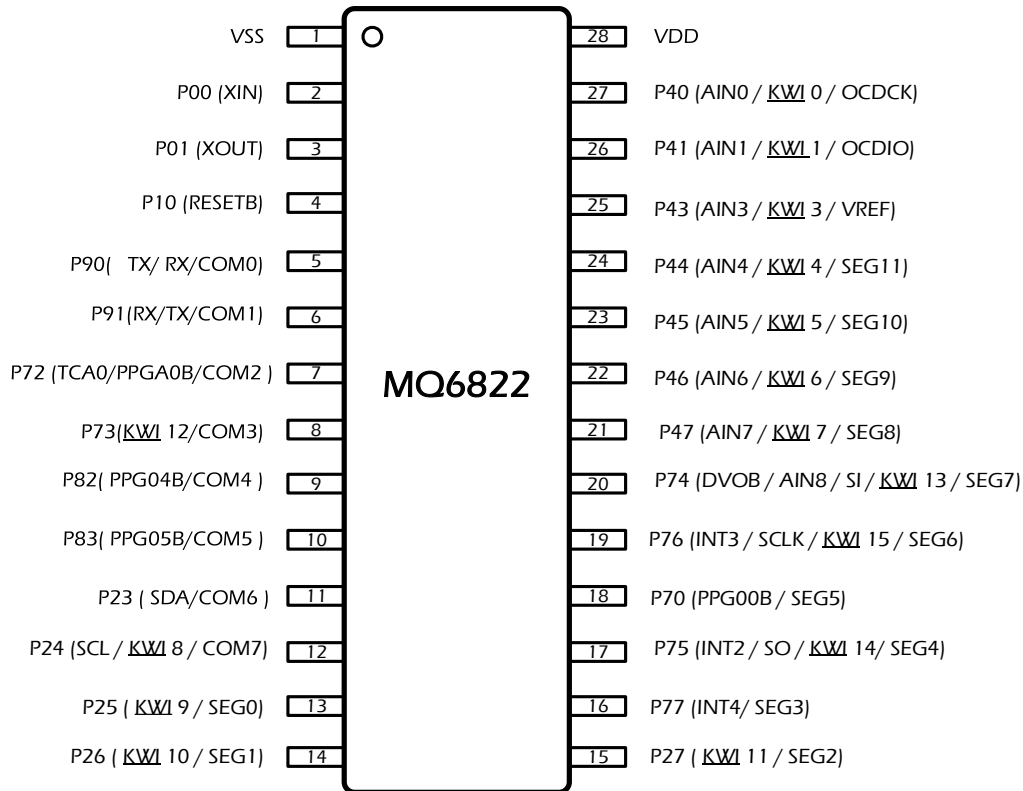 VSS 1 28 VDD
P00 (XIN) 2 27 P40 (AIN0 / KWI 0 / OCDCK)
P01 (XOUT) 3 26 P41 (AIN1 / KWI 1 / OCDIO)
P10 (RESETB) 4 25 P43 (AIN3 / KWI 3 / VREF)
P90( TX/ RX/COM0) 5 24 P44 (AIN4 / KWI 4 / SEG11)
P91(RX/TX/COM1) 6 23 P45 (AIN5 / KWI 5 / SEG10)
P72 (TCA0/PPGA0B/COM2 ) 7 MQ6822 22 P46 (AIN6 / KWI 6 / SEG9)
P73(KWI 12/COM3) 8 21 P47 (AIN7 / KWI 7 / SEG8)
P82( PPG04B/COM4 ) 9 20 P74 (DVOB / AIN8 / SI / KWI 13 / SEG7)
P83( PPG05B/COM5 ) 10 19 P76 (INT3 / SCLK / KWI 15 / SEG6)
P23 ( SDA/COM6 ) 11 18 P70 (PPG00B / SEG5)
P24 (SCL / KWI 8 / COM7) 12 17 P75 (INT2 / SO / KWI 14/ SEG4)
P25 ( KWI 9 / SEG0) 13 16 P77 (INT4/ SEG3)
P26 ( KWI 10 / SEG1) 14 15 P27 ( KWI 11 / SEG2)